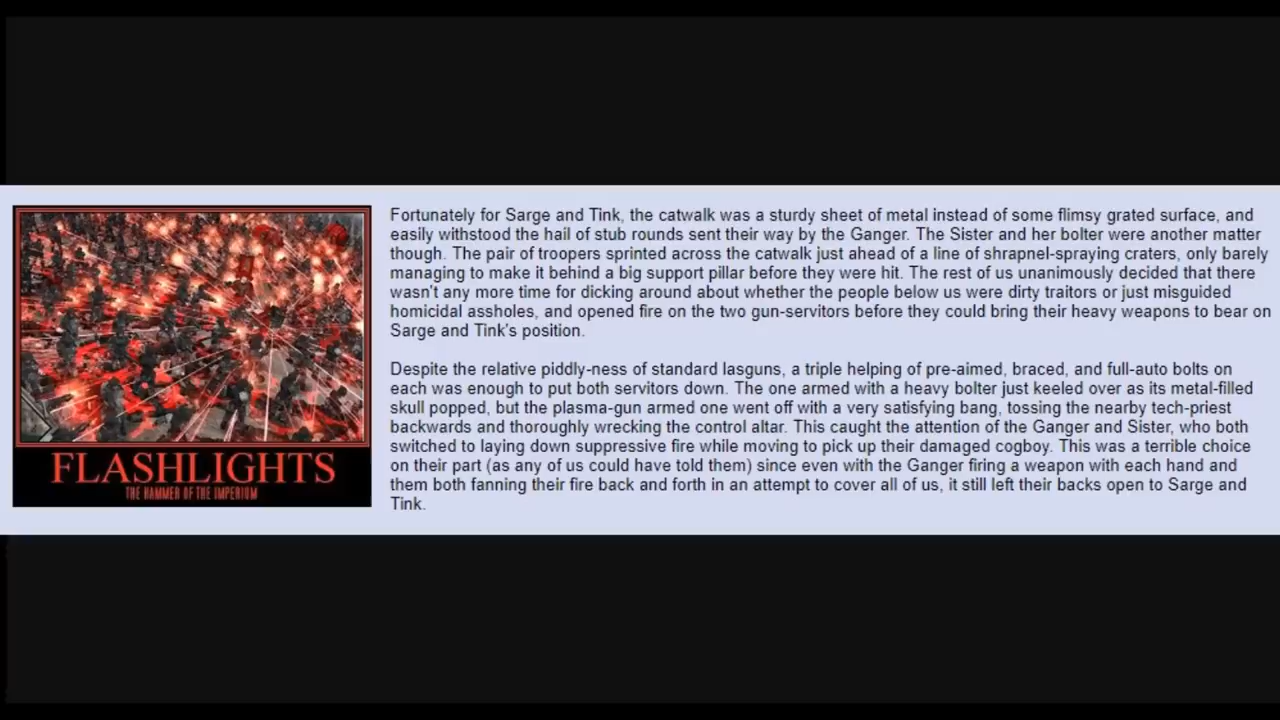 FLASHLIGHTS
THE HAMMER OF THE IMPERIUM
Fortunately for Sarge and Tink, the catwalk was a sturdy sheet of metal instead of some flimsy grated surface, and
easily withstood the hail of stub rounds sent their way by the Ganger. The Sister and her bolter were another matter
though. The pair of troopers sprinted across the catwalk just ahead of a line of shrapnel-spraying craters, only barely
managing to make it behind a big support pillar before they were hit. The rest of us unanimously decided that there
wasn't any more time for dicking around about whether the people below us were dirty traitors or just misguided
homicidal assholes, and opened fire on the two gun-servitors before they could bring their heavy weapons to bear on
Sarge and Tink's position.
Despite the relative piddly-ness of standard lasguns, a triple helping of pre-aimed, braced, and full-auto bolts on
each was enough to put both servitors down. The one armed with a heavy bolter just keeled over as its metal-filled
skull popped, but the plasma-gun armed one went off with a very satisfying bang, tossing the nearby tech-priest
backwards and thoroughly wrecking the control altar. This caught the attention of the Ganger and Sister, who both
switched to laying down suppressive fire while moving to pick up their damaged cogboy. This was a terrible choice
on their part (as any of us could have told them) since even with the Ganger firing a weapon with each hand and
them both fanning their fire back and forth in an attempt to cover all of us, it still left their backs open to Sarge and
Tink.